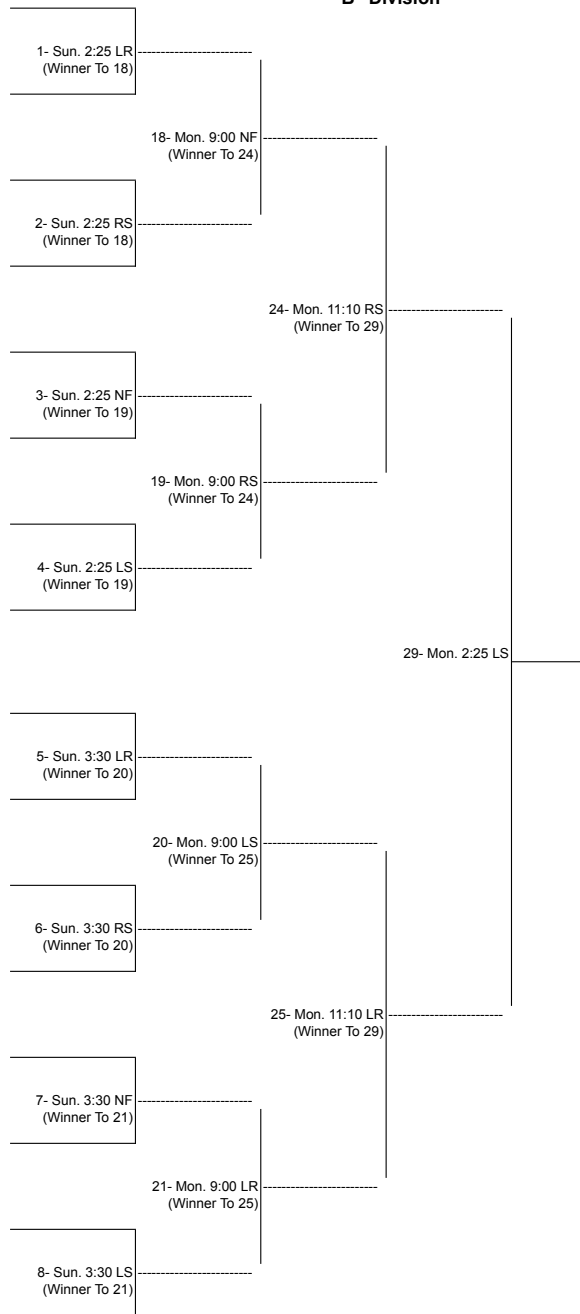 "B" Division
1- Sun. 2:25 LR
(Winner To 18)
18- Mon. 9:00 NF
(Winner To 24)
2- Sun. 2:25 RS
(Winner To 18)
24- Mon. 11:10 RS
(Winner To 29)
3- Sun. 2:25 NF
(Winner To 19)
19- Mon. 9:00 RS
(Winner To 24)
4- Sun. 2:25 LS
(Winner To 19)
29- Mon. 2:25 LS
5- Sun. 3:30 LR
(Winner To 20)
20- Mon. 9:00 LS
(Winner To 25)
6- Sun. 3:30 RS
(Winner To 20)
25- Mon. 11:10 LR
(Winner To 29)
7- Sun. 3:30 NF
(Winner To 21)
21- Mon. 9:00 LR
(Winner To 25)
8- Sun. 3:30 LS
(Winner To 21)